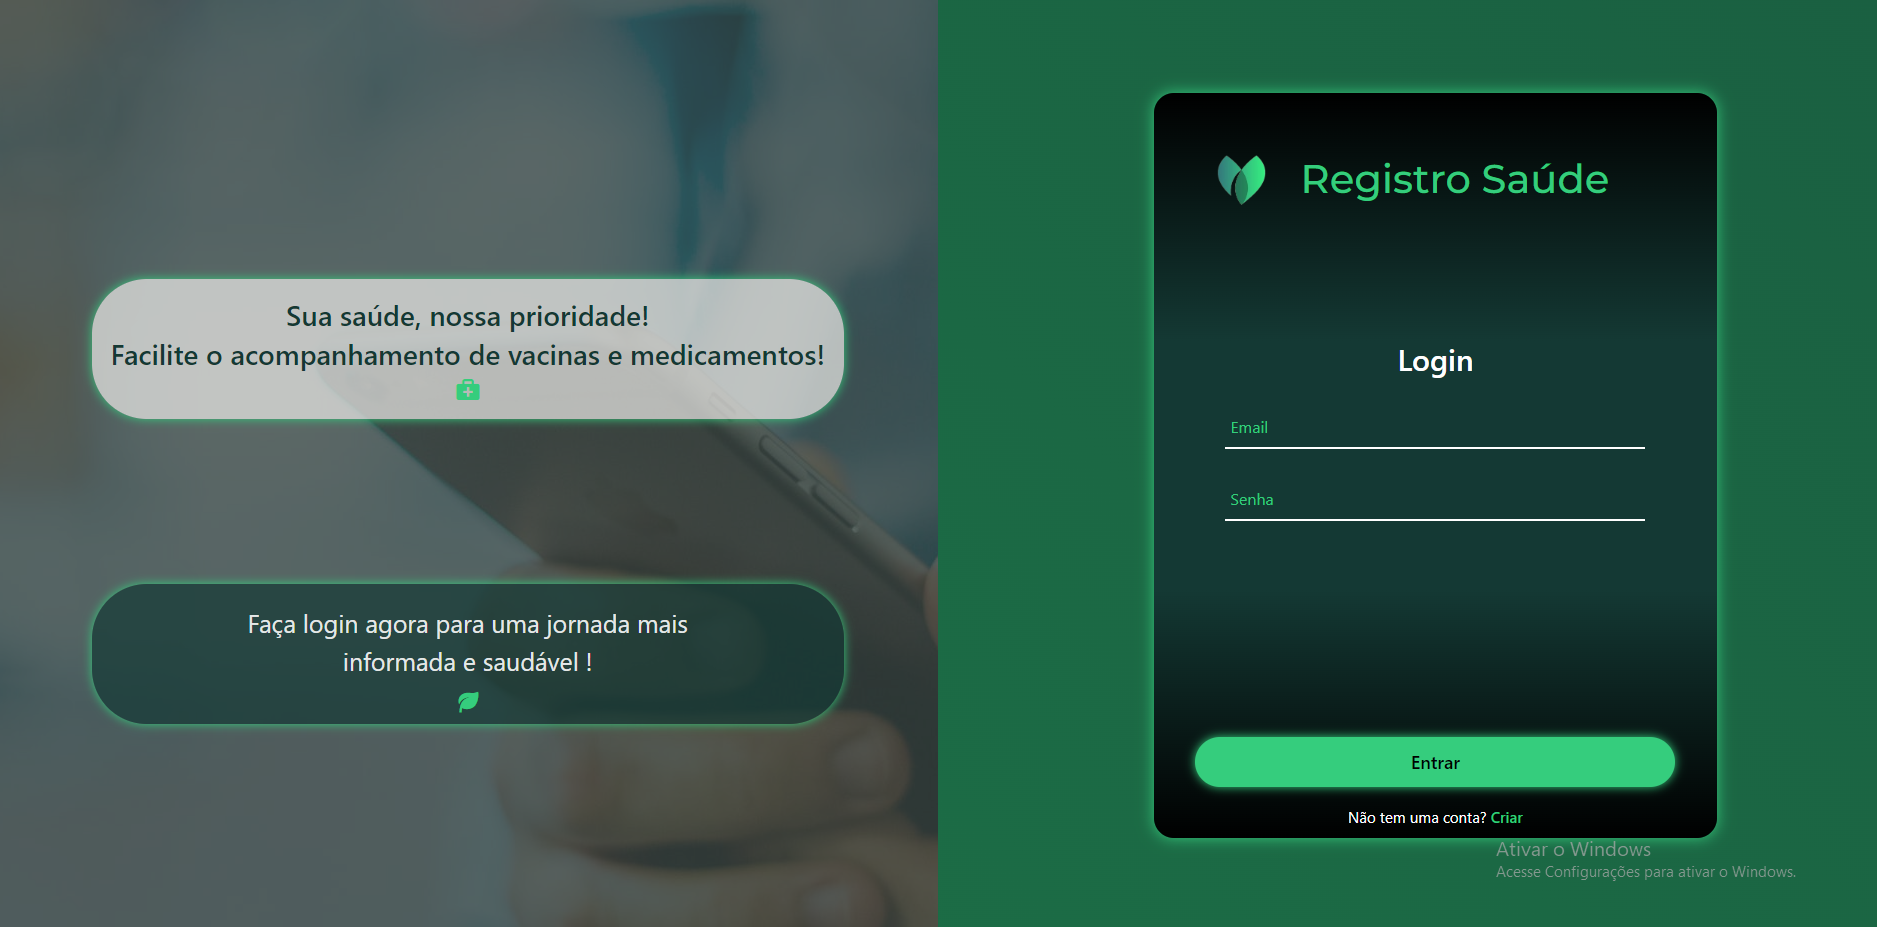 Sua saúde, nossa prioridade!
Facilite o acompanhamento de vacinas e medicamentos!
Faça login agora para uma jornada mais
informada e saudável !
Registro Saúde
Login
Email
Senha
Entrar
Não tem uma conta? Criar
Ativar o Windows
Acesse Configurações para ativar o Windows.